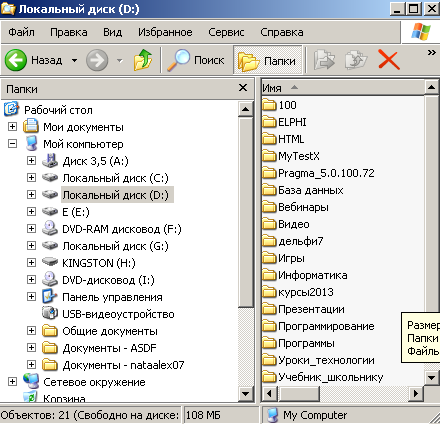 Локальный диск (D:)
Файл Правка Вид Избранное Сервис Справка
Назад Поиск Папки
Папки
Рабочий стол
Мои документы
Мой компьютер
Диск 3,5 (A:)
Локальный диск (C:)
Локальный диск (D:)
E (E:)
DVD-RAM дисковод (F:)
Локальный диск (G:)
KINGSTON (H:)
DVD-дисковод (I:)
Панель управления
USB-видеоустройство
Общие документы
Документы - ASDF
Документы - nataalex07
Сетевое окружение
Корзина
Имя
100
ELPHI
HTML
MyTestX
Pragma_5.0.100.72
База данных
Вебинары
Видео
дельфи7
Игры
Информатика
курсы2013
Презентации
Программирование
Программы
Уроки_технологии
Учебник_школьнику
Размер
Папки
Файлы
Объектов: 21 (Свободно на диске: 108 МБ My Computer